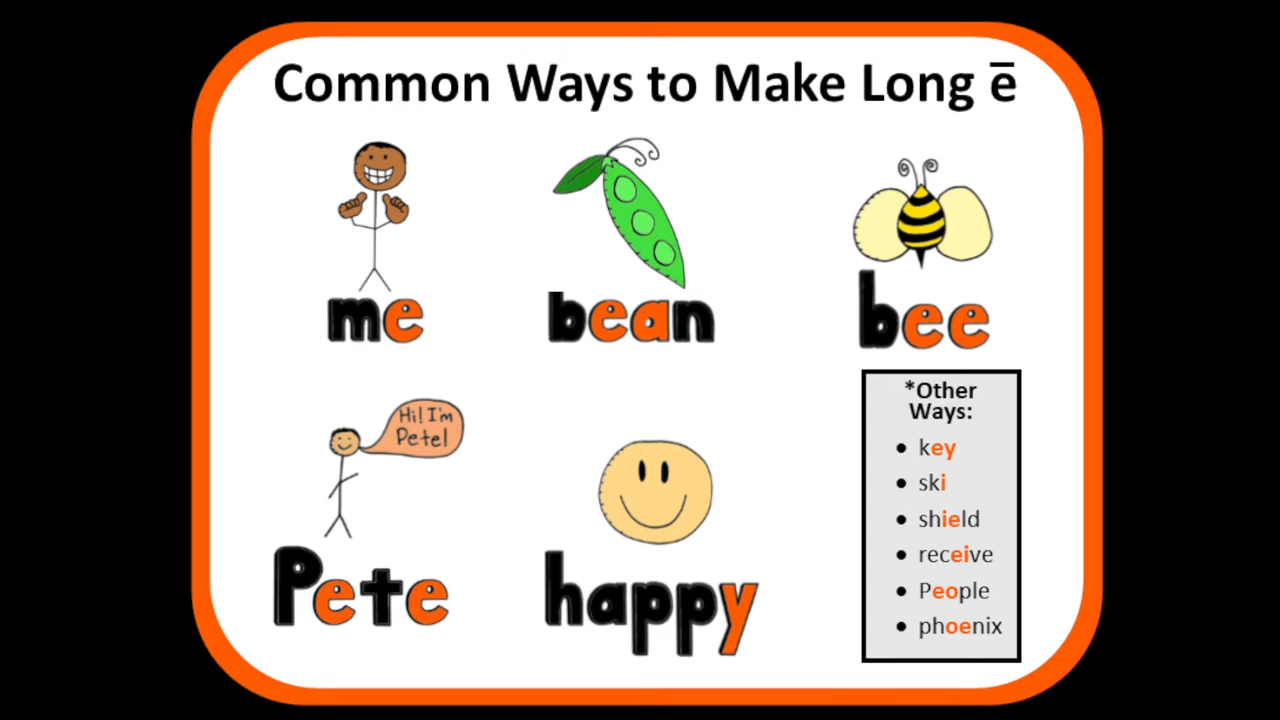 Common Ways to Make Long ē
me
bean
bee
Hi! I'm
Pete!
Pete
happy
*Other
Ways:
• key
• ski
• shield
• receive
• People
• phoenix